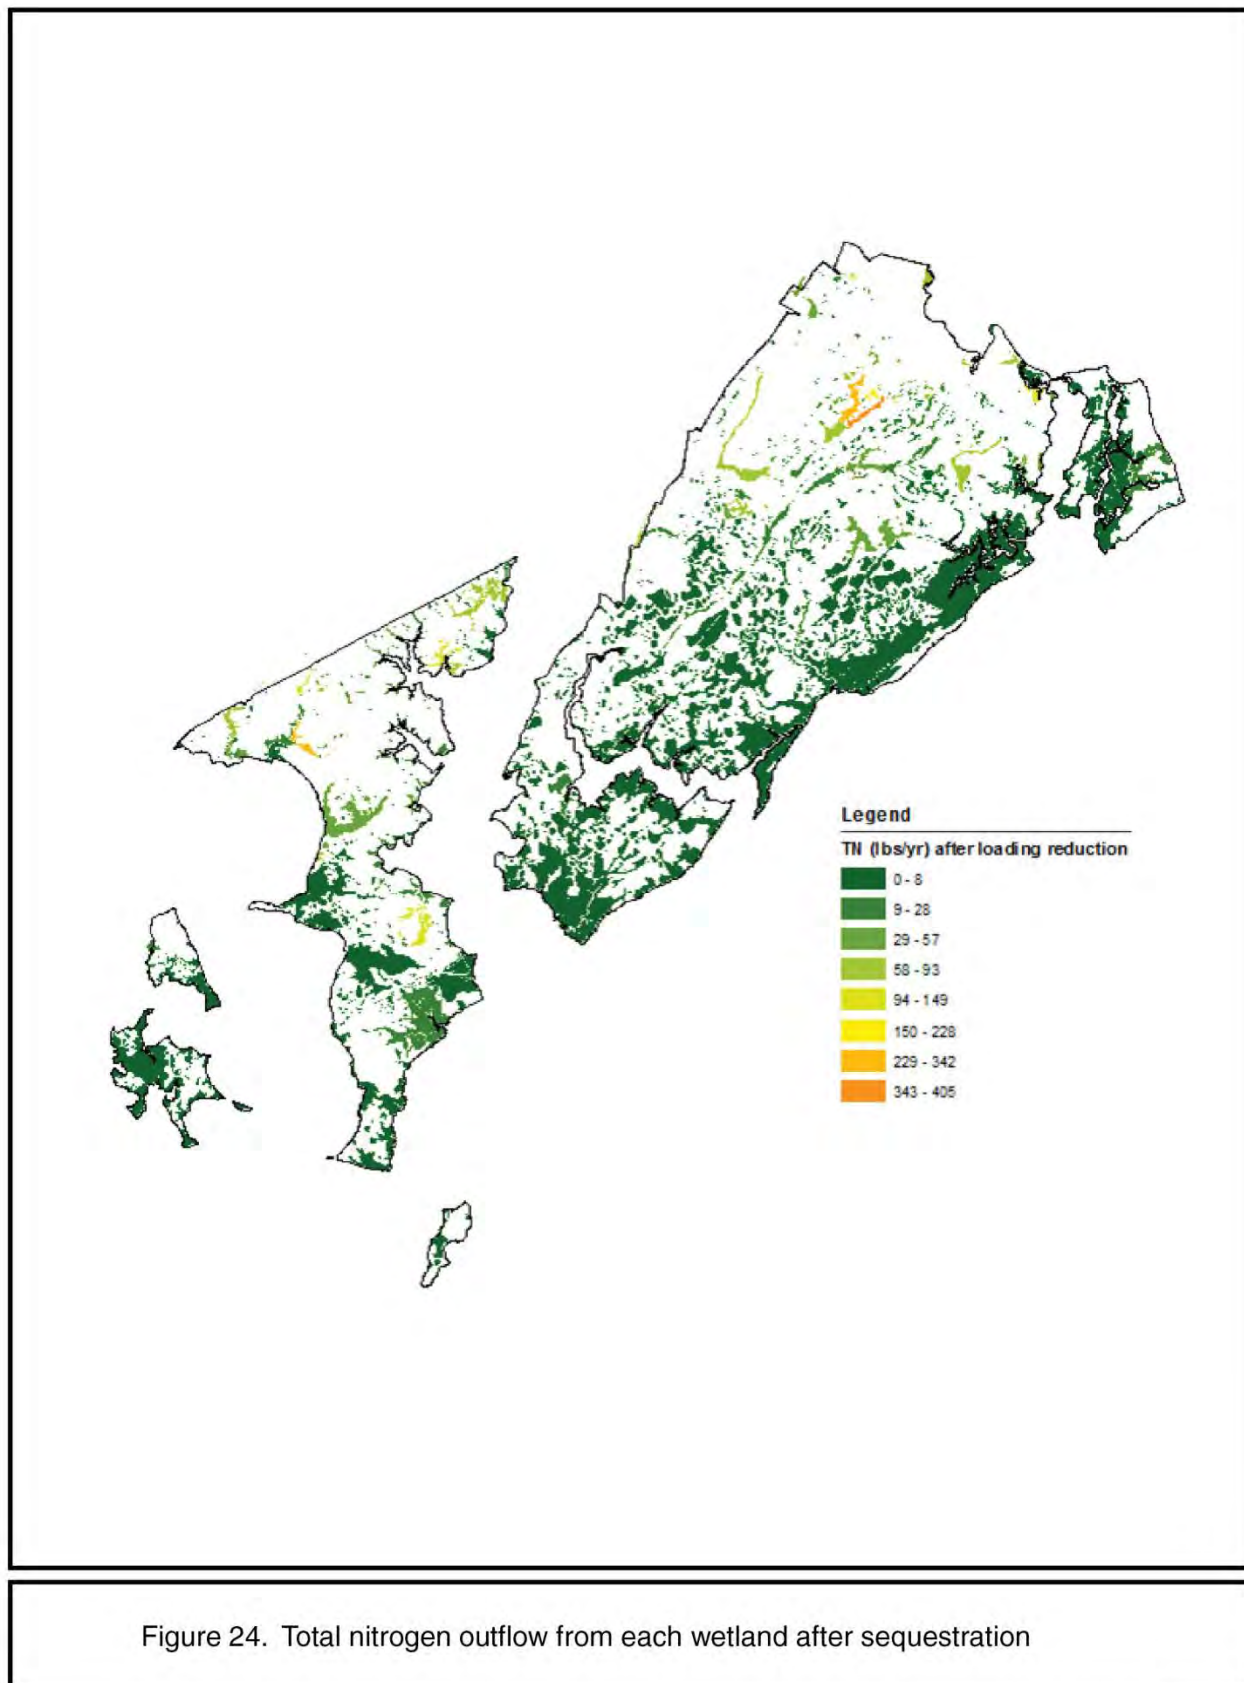 Legend
TN (lbs/yr) after loading reduction
0 - 8
9 - 28
29 - 57
58 - 93
94 - 149
150 - 228
229 - 342
343 - 405
Figure 24. Total nitrogen outflow from each wetland after sequestration